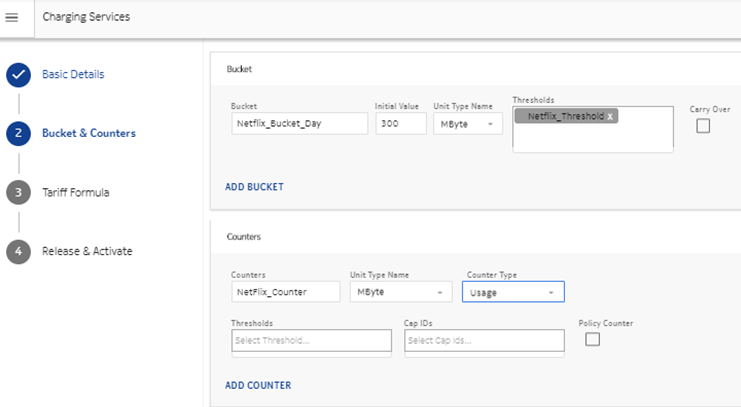 Charging Services
Basic Details
2 Bucket & Counters
3 Tariff Formula
4 Release & Activate
Bucket
Bucket Initial Value Unit Type Name Thresholds Carry Over
Netflix_Bucket_Day 300 MByte Netflix_Threshold x
ADD BUCKET
Counters
Counters Unit Type Name Counter Type
NetFlix_Counter MByte Usage
Thresholds Cap IDs Policy Counter
Select Threshold... Select Cap Ids...
ADD COUNTER